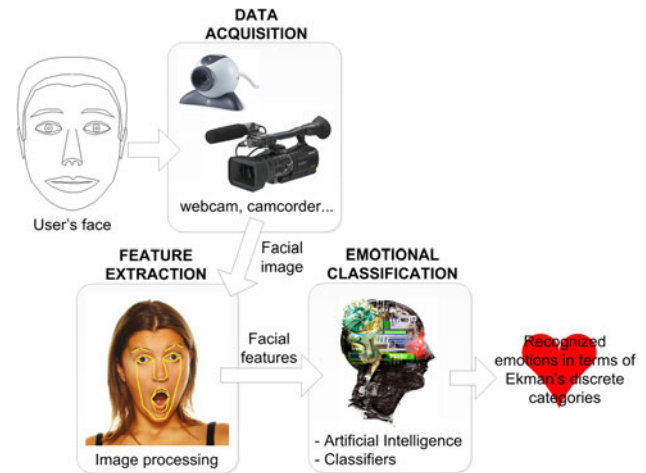 DATA
ACQUISITION
webcam, camcorder...
User's face
Facial
image
FEATURE
EXTRACTION
Image processing
Facial
features
EMOTIONAL
CLASSIFICATION
- Artificial Intelligence
- Classifiers
Recognized
emotions in terms of
Ekman's discrete
categories